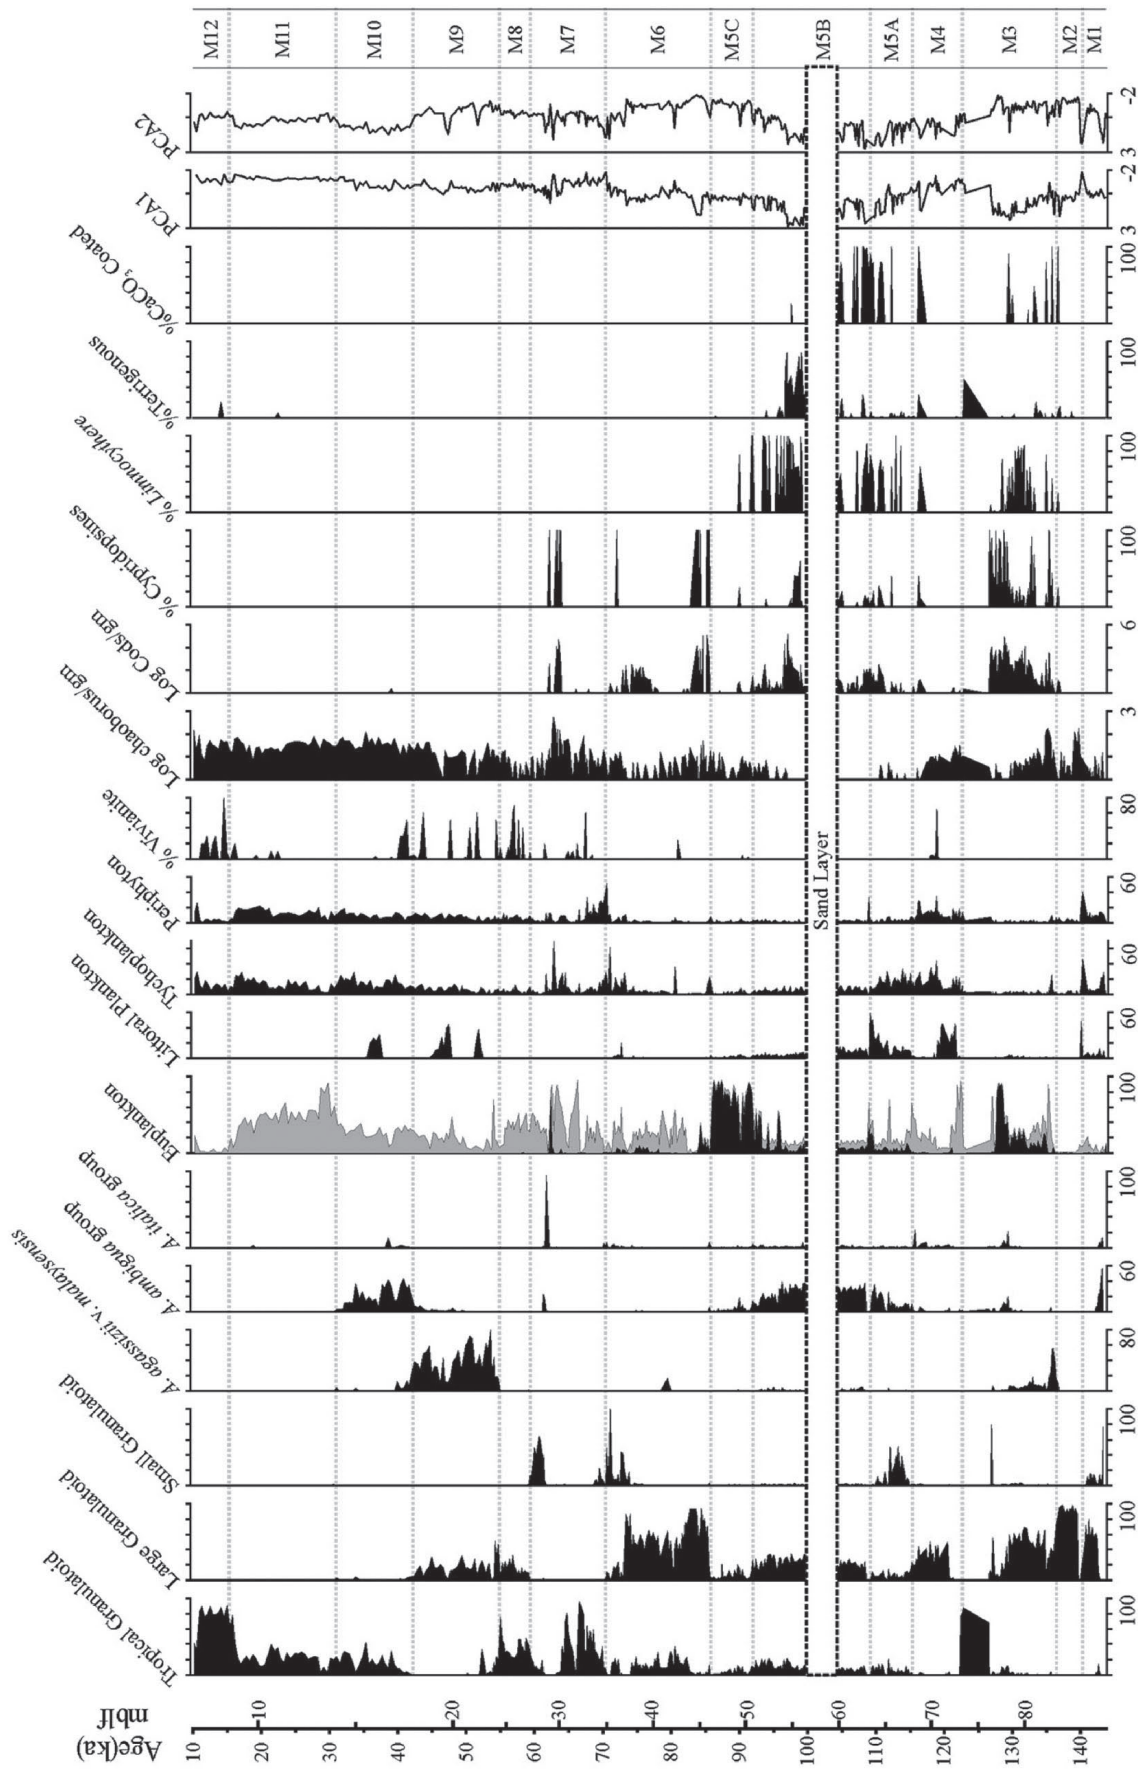 M12
M11
M10
M9
M8
M7
M6
M5C
M5B
M5A
M4
M3
M2
M1
PCA2
3 -2
PCA1
3 -2
%CaCO₃ Coated
100
%Terrigenous
100
% Limnocythere
100
% Cypridopsines
100
Log Cods/gm
6
Log chaoborus/gm
3
% Vivianite
80
Periphyton
60
Tychoplankton
60
Littoral Plankton
60
Euplankton
100
A. italica group
100
A. ambigua group
60
A. agassizii v. malaysensis
80
Small Granulatoid
100
Large Granulatoid
100
Tropical Granulatoid
100
Sand Layer
mblf
10
20
30
40
50
60
70
80
Age(ka)
10
20
30
40
50
60
70
80
90
100
110
120
130
140